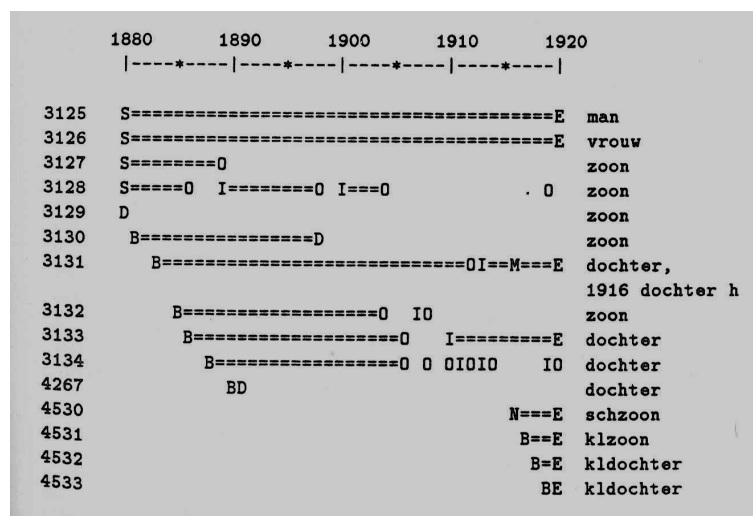 1880 1890 1900 1910 1920
|----*----|----*----|----*----|----*----|
3125 S=======================================E man
3126 S=======================================E vrouw
3127 S========O zoon
3128 S=====O I========O I===O . O zoon
3129 D zoon
3130 B================D zoon
3131 B============================OI==M===E dochter,
1916 dochter h
3132 B==================O IO zoon
3133 B===================O I=========E dochter
3134 B=================O O OIOIO IO dochter
4267 BD dochter
4530 N===E schzoon
4531 B==E klzoon
4532 B=E kldochter
4533 BE kldochter